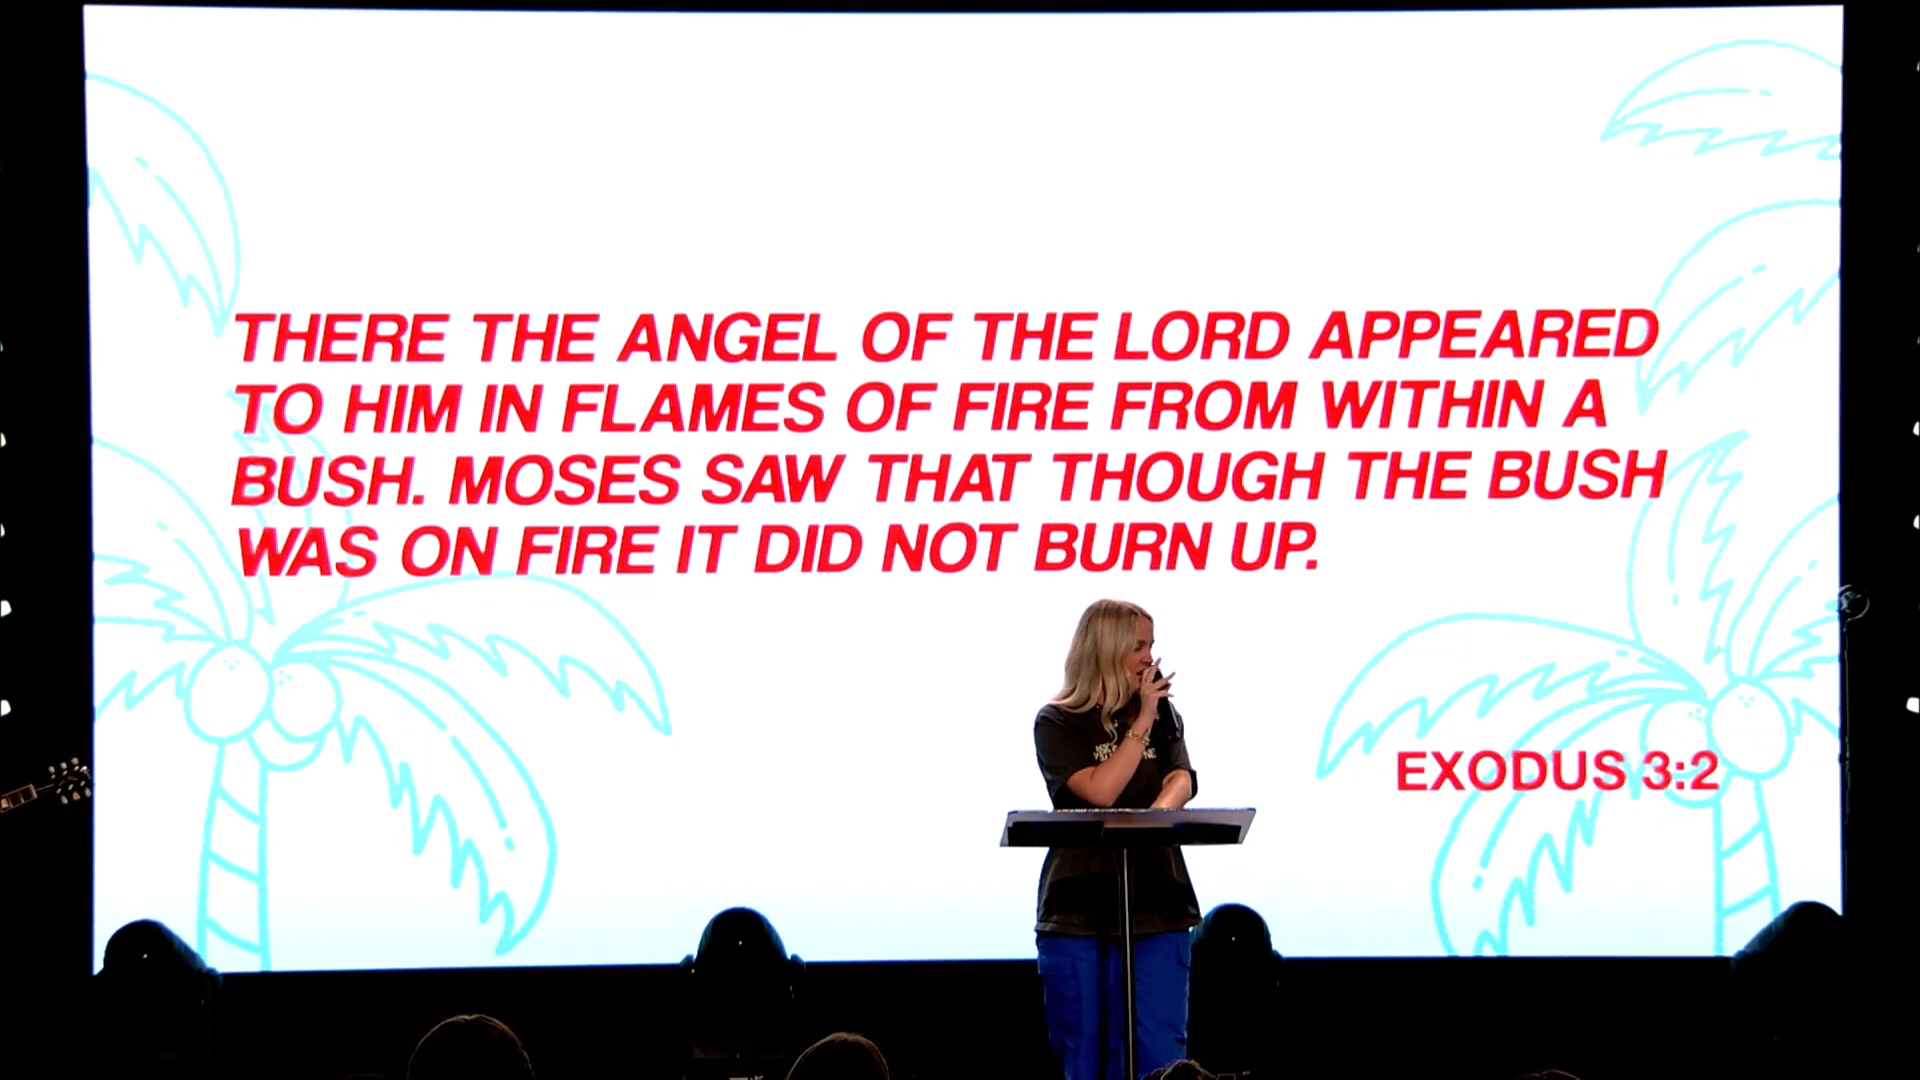 THERE THE ANGEL OF THE LORD APPEARED
TO HIM IN FLAMES OF FIRE FROM WITHIN A
BUSH. MOSES SAW THAT THOUGH THE BUSH
WAS ON FIRE IT DID NOT BURN UP.
EXODUS 3:2